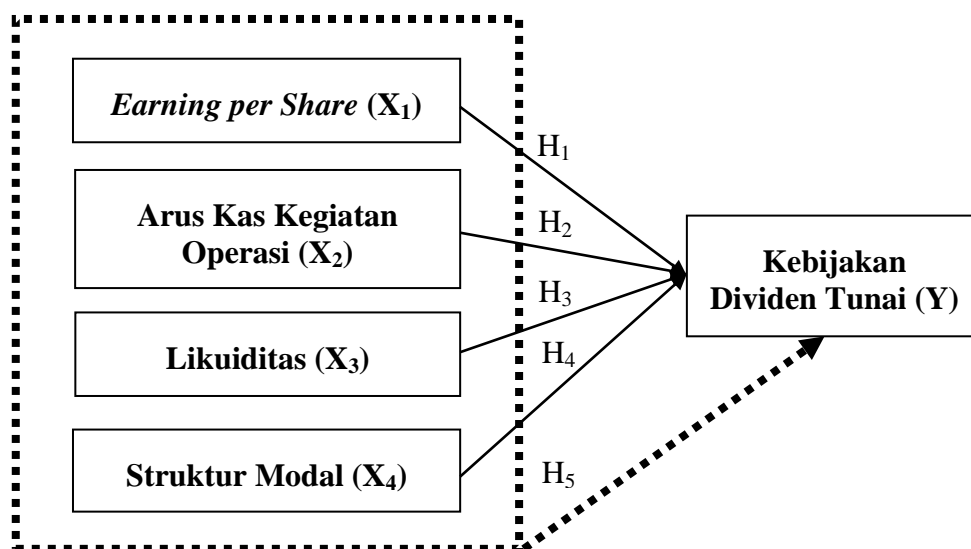 Earning per Share (X₁)
H₁
Arus Kas Kegiatan
Operasi (X₂)
H₂
Kebijakan
Dividen Tunai (Y)
H₃
Likuiditas (X₃)
H₄
Struktur Modal (X₄)
H₅